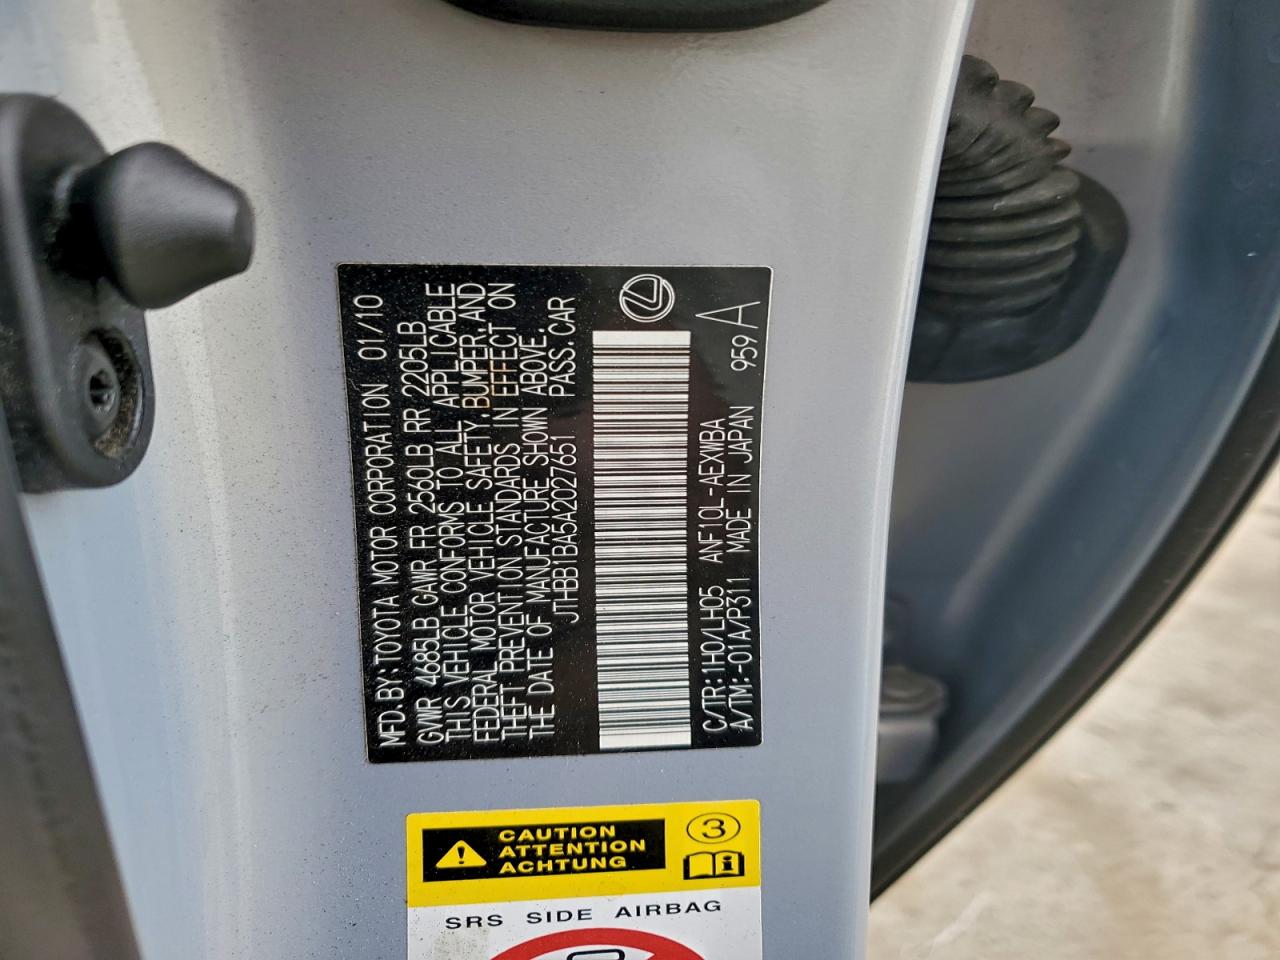 MFD. BY: TOYOTA MOTOR CORPORATION 01/10
GVWR 4685LB GAWR FR 2560LB RR 2205LB
THIS VEHICLE CONFORMS TO ALL APPLICABLE
FEDERAL MOTOR VEHICLE SAFETY, BUMPER, AND
THEFT PREVENTION STANDARDS IN EFFECT ON
THE DATE OF MANUFACTURE SHOWN ABOVE.
JTHBB1BA5A2027651 PASS. CAR
C/TR: 1H0/LH05 ANF10L-AEXWBA
A/TM: -01A/P311 MADE IN JAPAN 959 A
CAUTION
ATTENTION
ACHTUNG
3
SRS SIDE AIRBAG